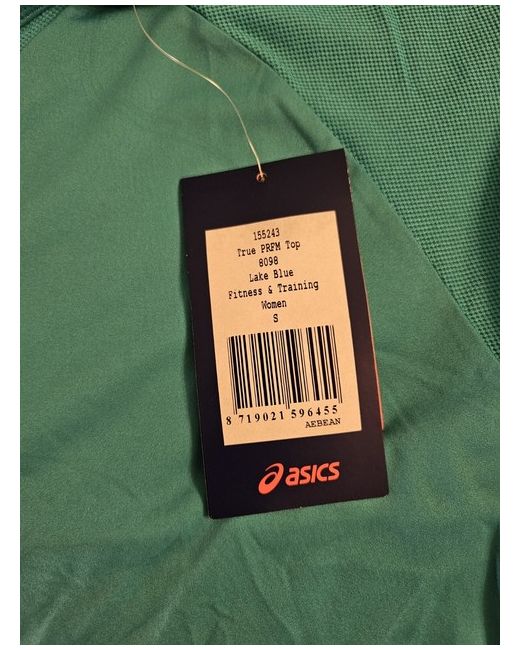 155243
True PRFM Top
8098
Lake Blue
Fitness & Training
Women
S
8 719021 596455
AEBEAN
asics